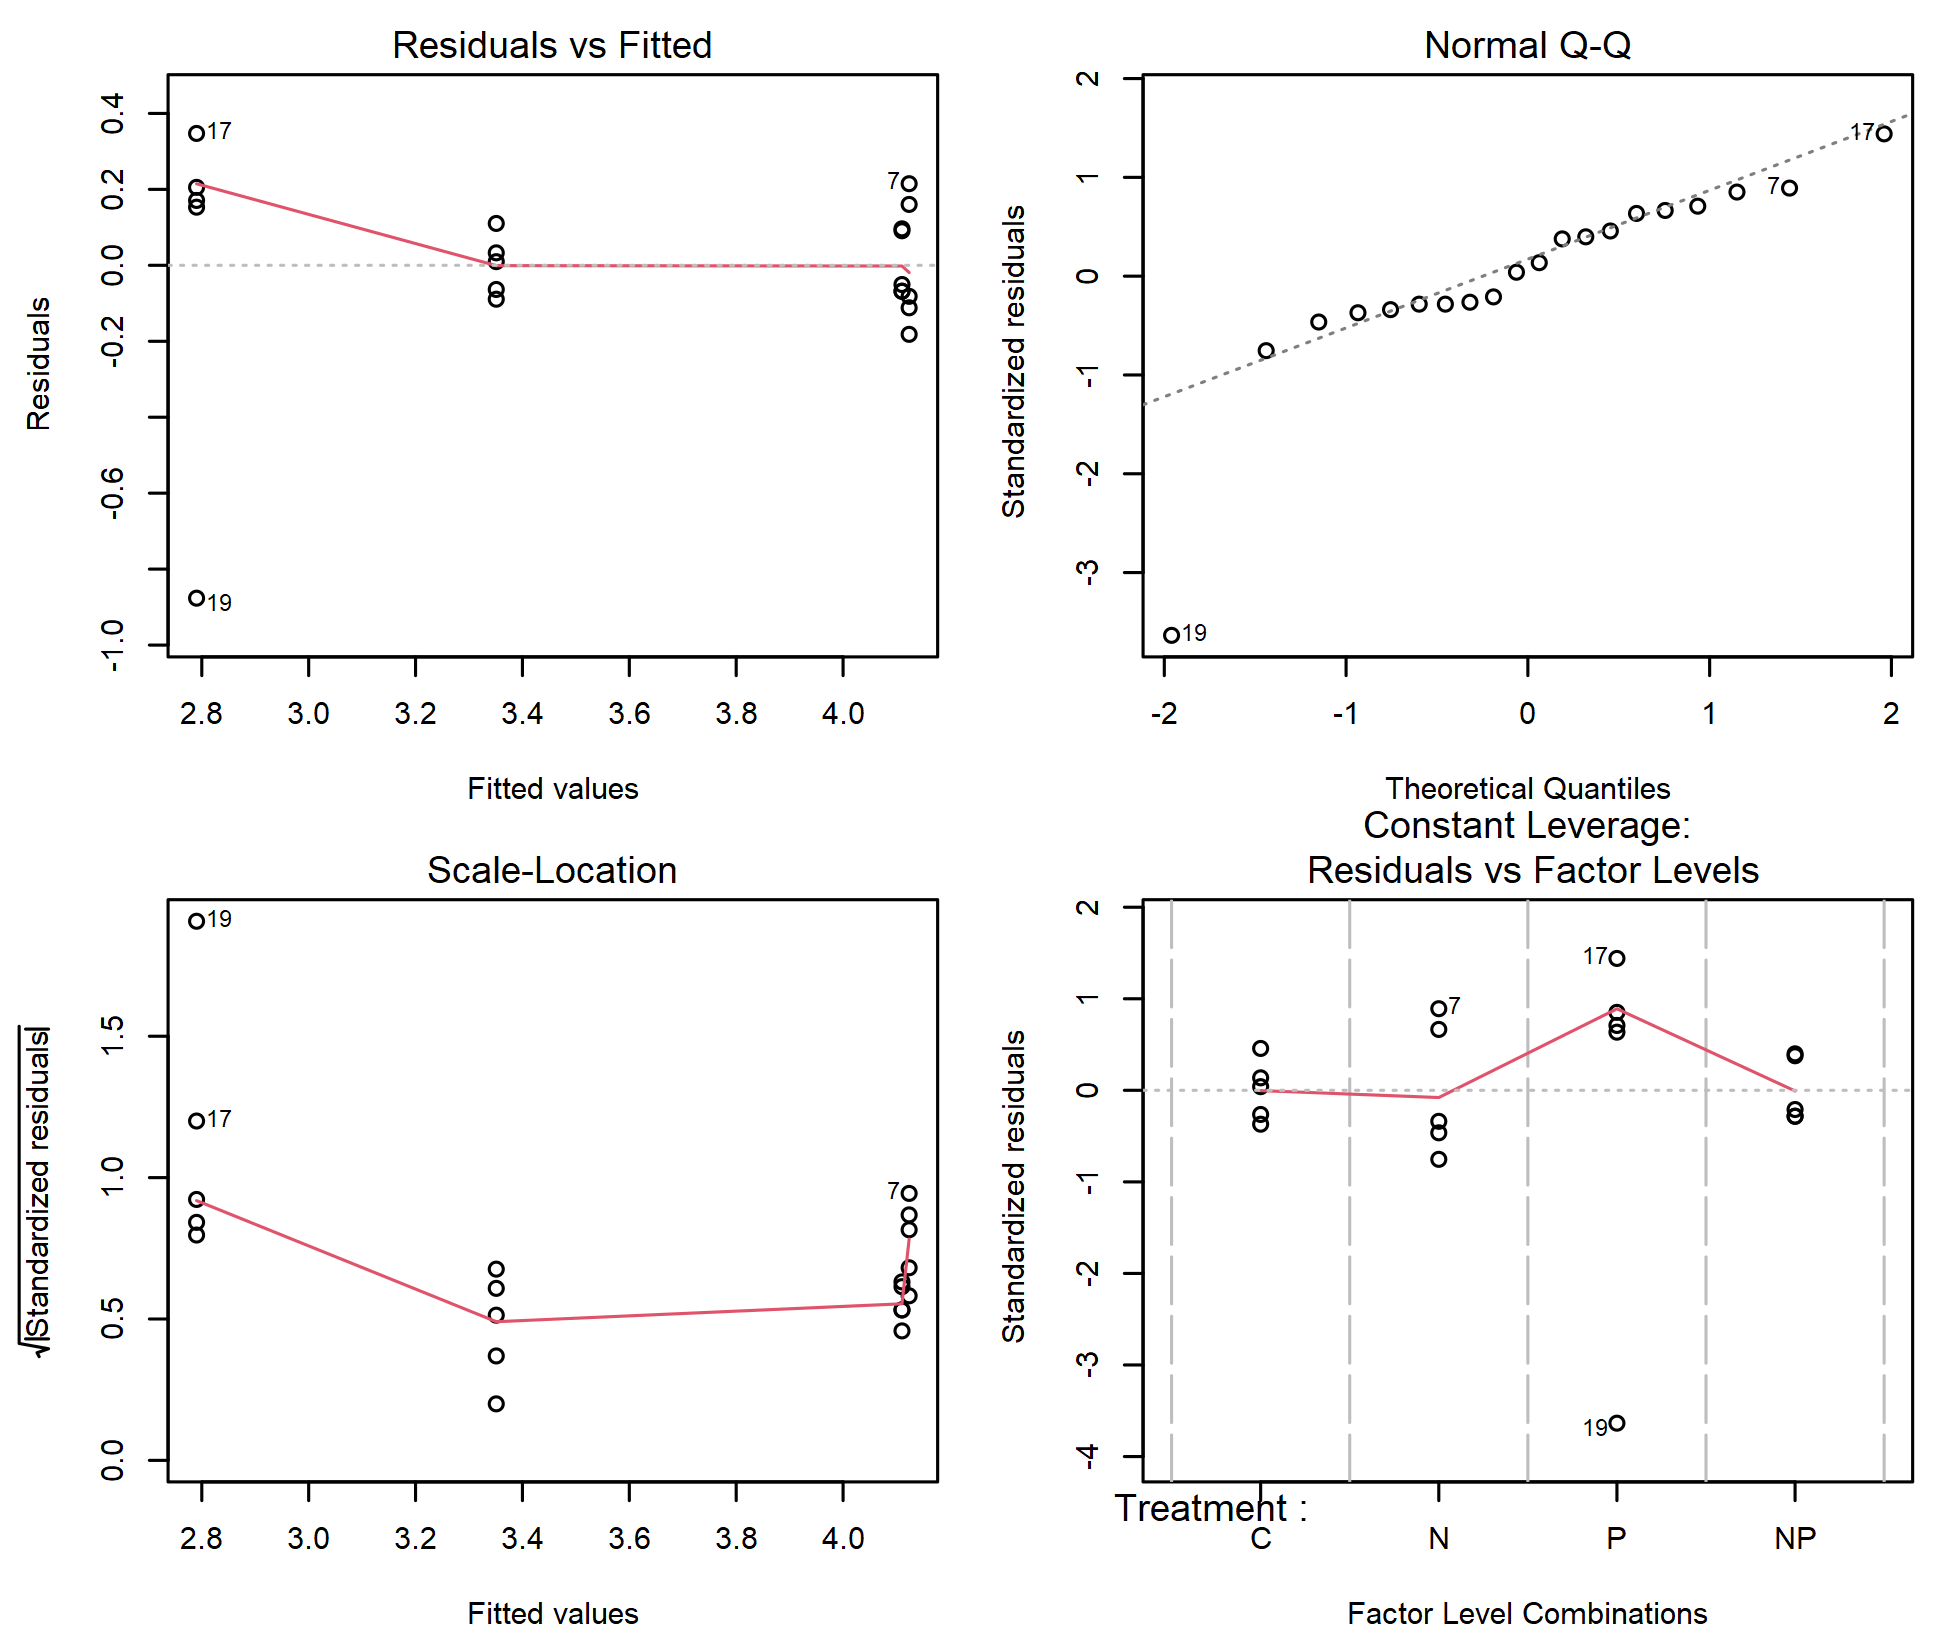 Residuals vs Fitted
Residuals
0.4
0.2
0.0
-0.2
-0.6
-1.0
17
7
19
2.8 3.0 3.2 3.4 3.6 3.8 4.0
Fitted values
Normal Q-Q
Standardized residuals
2
1
0
-1
-2
-3
17
7
19
-2 -1 0 1 2
Theoretical Quantiles
Scale-Location
√|Standardized residuals|
1.5
1.0
0.5
0.0
19
17
7
2.8 3.0 3.2 3.4 3.6 3.8 4.0
Fitted values
Constant Leverage:
Residuals vs Factor Levels
Standardized residuals
2
1
0
-1
-2
-3
-4
17
7
19
Treatment :
C N P NP
Factor Level Combinations